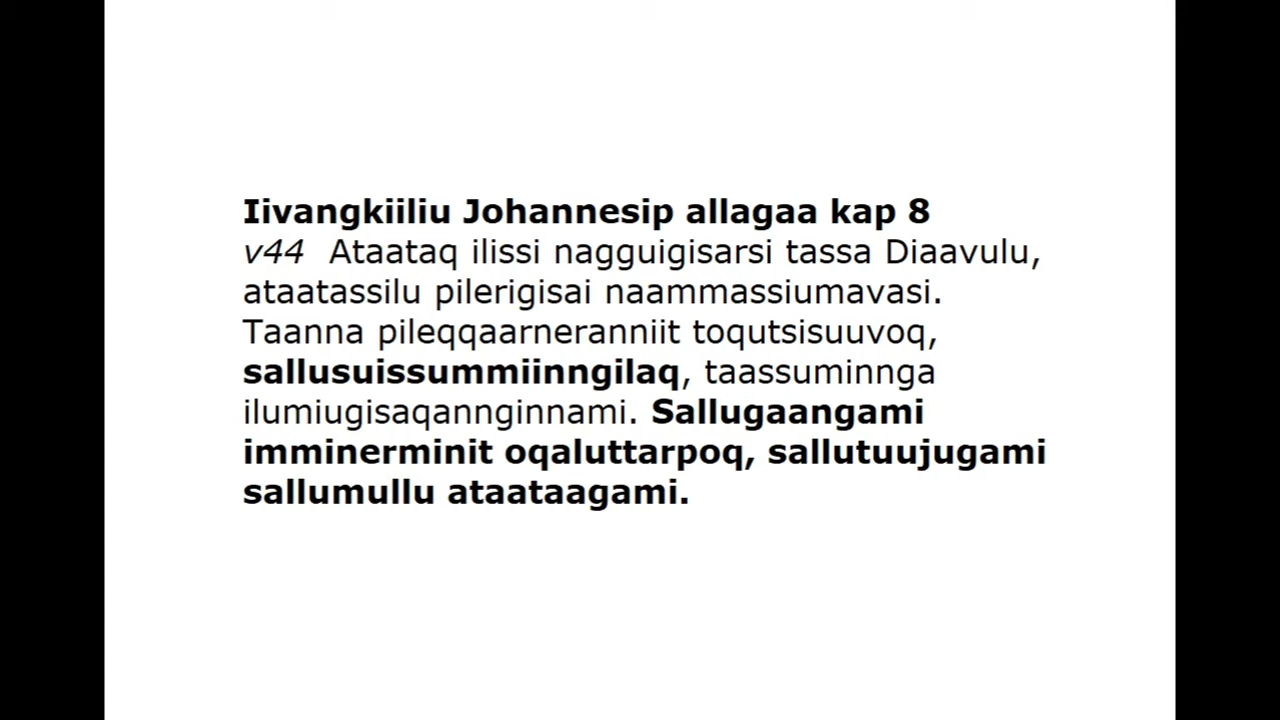 Iivangkiiliu Johannesip allagaa kap 8
v44 Ataataq ilissi nagguigisarsi tassa Diaavulu,
ataatassilu pilerigisai naammassiumavasi.
Taanna pileqqaarneranniit toqutsisuuvoq,
sallusuissummiinngilaq, taassuminnga
ilumiugisaqannginnami. Sallugaangami
imminerminit oqaluttarpoq, sallutuujugami
sallumullu ataataagami.